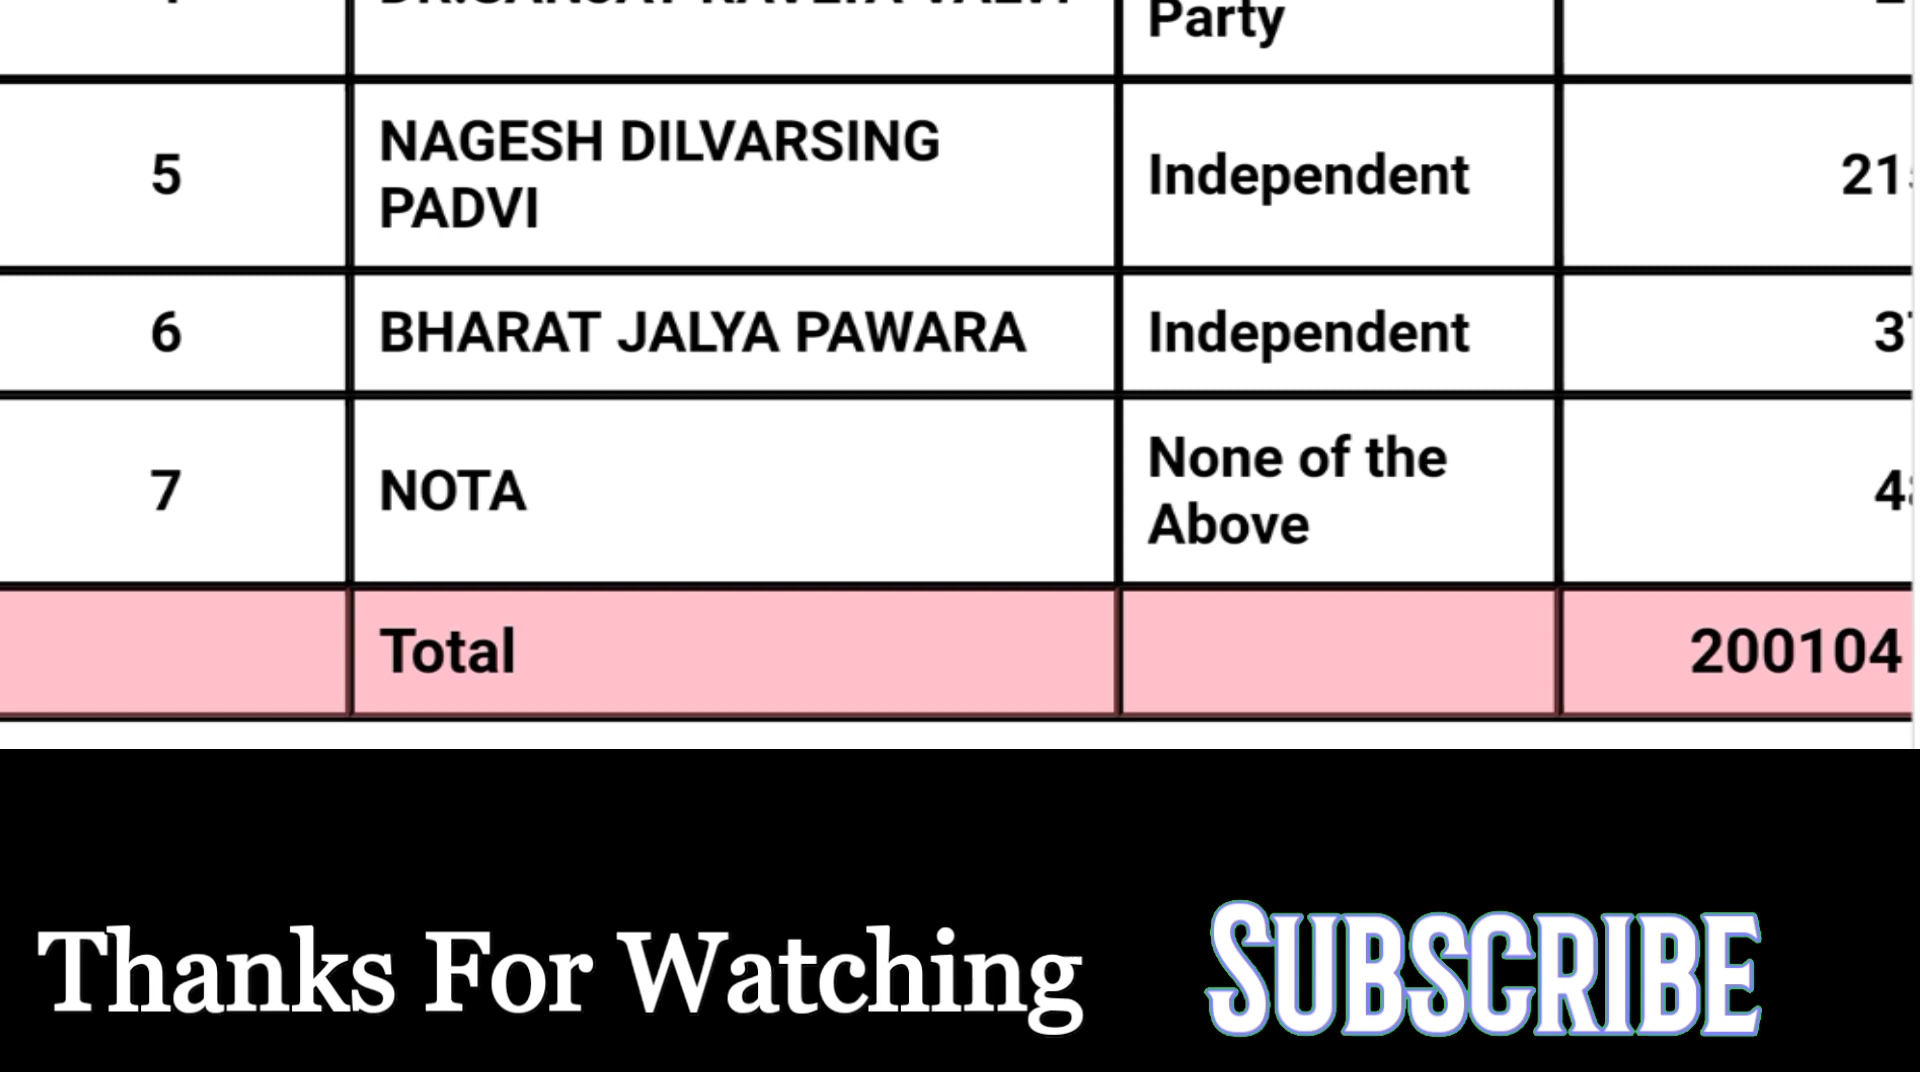 Party
5
NAGESH DILVARSING
PADVI
Independent
6
BHARAT JALYA PAWARA
Independent
7
NOTA
None of the
Above
Total
200104
Thanks For Watching
SUBSCRIBE